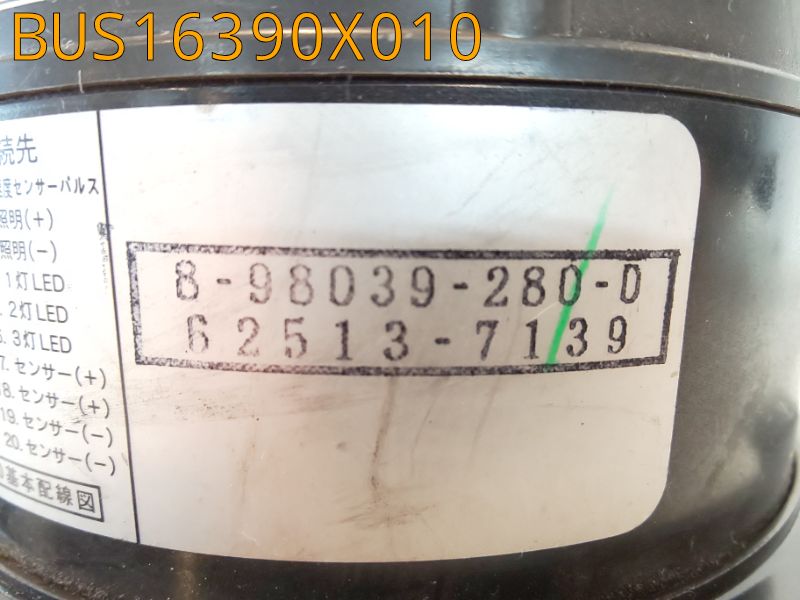 BUS16390X010
続先
速度センサーパルス
照明(+)
照明(-)
1灯LED
2灯LED
3灯LED
7.センサー(+)
18.センサー(+)
19.センサー(-)
20.センサー(-)
基本配線図
8-98039-280-0
62513-7139